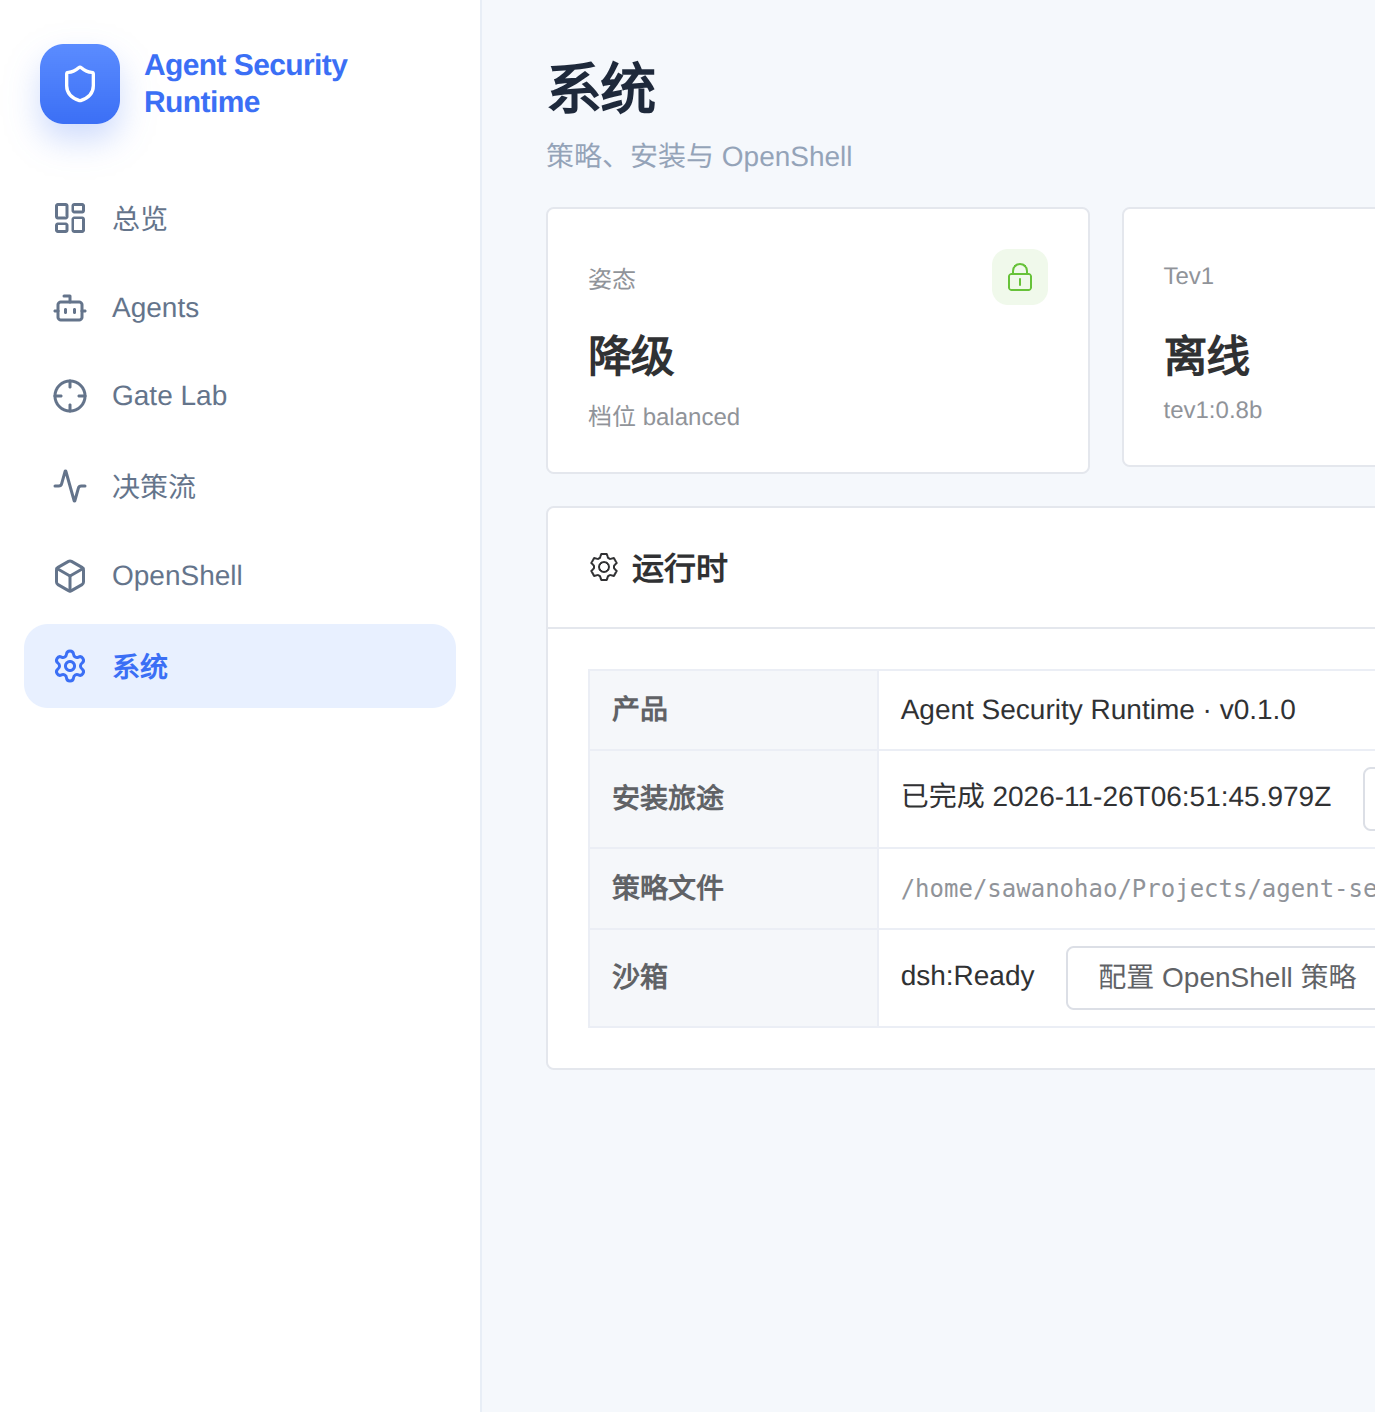 Agent Security
Runtime
总览
Agents
Gate Lab
决策流
OpenShell
系统
系统
策略、安装与 OpenShell
姿态
降级
档位 balanced
Tev1
离线
tev1:0.8b
运行时
产品
Agent Security Runtime · v0.1.0
安装旅途
已完成 2026-11-26T06:51:45.979Z
策略文件
/home/sawanohao/Projects/agent-se
沙箱
dsh:Ready
配置 OpenShell 策略